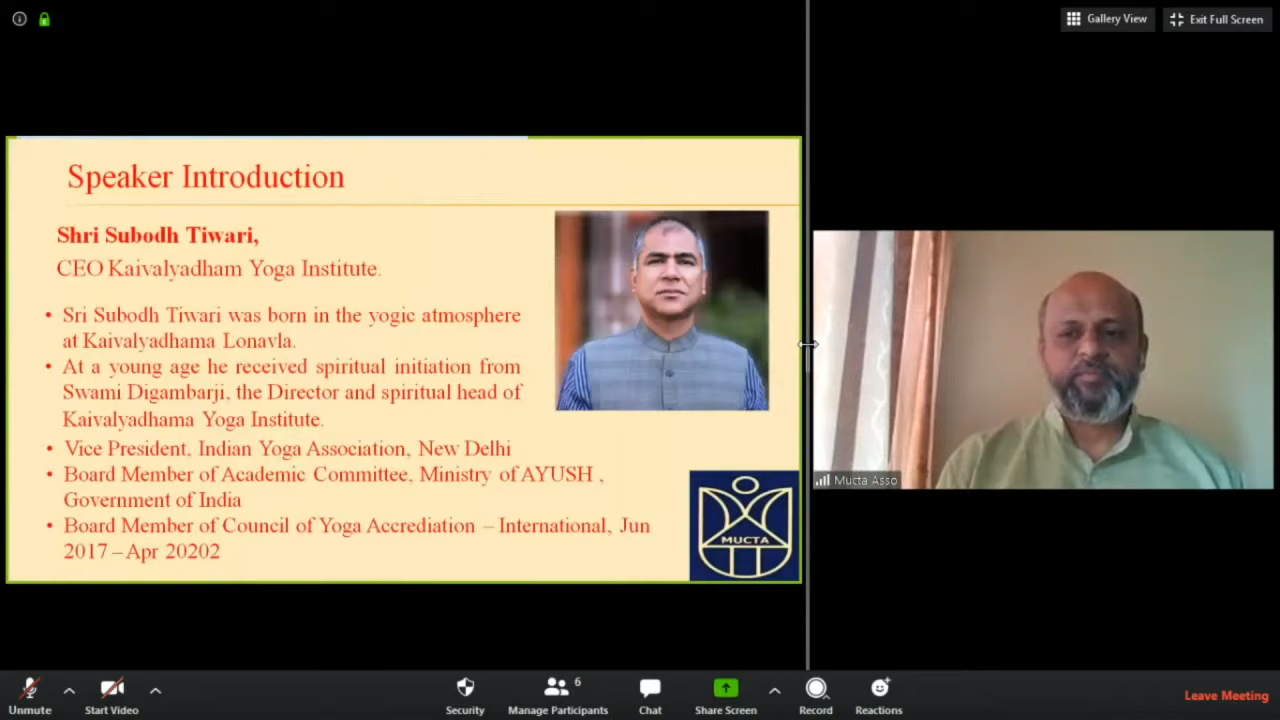 Gallery View
Exit Full Screen
Speaker Introduction
Shri Subodh Tiwari,
CEO Kaivalyadham Yoga Institute.
• Sri Subodh Tiwari was born in the yogic atmosphere
at Kaivalyadhama Lonavla.
• At a young age he received spiritual initiation from
Swami Digambarji, the Director and spiritual head of
Kaivalyadhama Yoga Institute.
• Vice President, Indian Yoga Association, New Delhi
• Board Member of Academic Committee, Ministry of AYUSH ,
Government of India
• Board Member of Council of Yoga Accreditation – International, Jun
2017 – Apr 20202
MUCTA
Mucta Asso
Unmute
Start Video
Security
Manage Participants
6
Chat
Share Screen
Record
Reactions
Leave Meeting